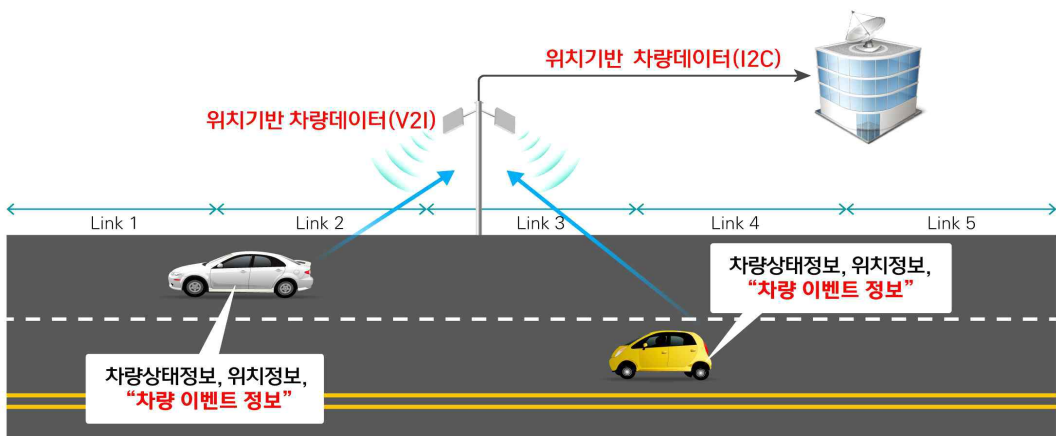 위치기반 차량데이터(I2C)
위치기반 차량데이터(V2I)
Link 1
Link 2
Link 3
Link 4
Link 5
차량상태정보, 위치정보,
“차량 이벤트 정보”
차량상태정보, 위치정보,
“차량 이벤트 정보”